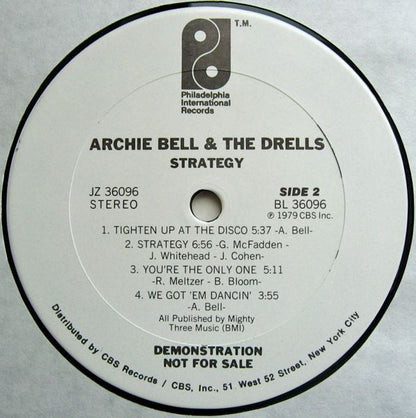 T.M.
Philadelphia
International
Records
ARCHIE BELL & THE DRELLS
STRATEGY
JZ 36096
STEREO
SIDE 2
BL 36096
℗ 1979 CBS Inc.
1. TIGHTEN UP AT THE DISCO 5:37 -A. Bell-
2. STRATEGY 6:56 -G. McFadden -
J. Whitehead - J. Cohen-
3. YOU'RE THE ONLY ONE 5:11
-R. Meltzer - B. Bloom-
4. WE GOT 'EM DANCIN' 3:55
-A. Bell-
All Published by Mighty
Three Music (BMI)
DEMONSTRATION
NOT FOR SALE
Distributed by CBS Records / CBS, Inc., 51 West 52 Street, New York City